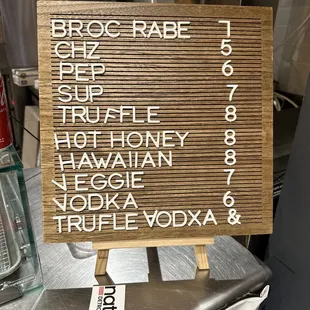 BROC RABE 7
CHZ 5
PEP 6
SUP 7
TRUFFLE 8
HOT HONEY 8
HAWAIIAN 8
VEGGIE 7
VODKA 6
TRUFLE VODXA &